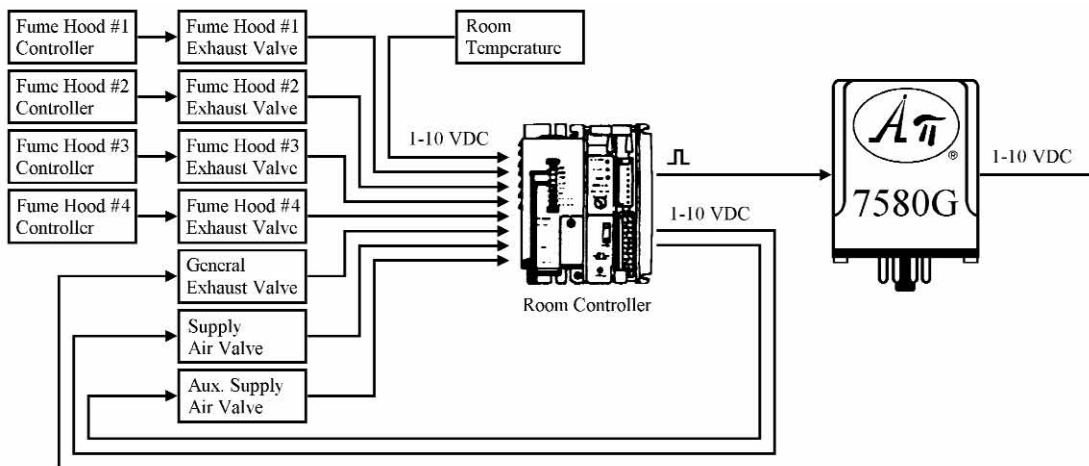 Fume Hood #1
Controller
Fume Hood #1
Exhaust Valve
Room
Temperature
Fume Hood #2
Controller
Fume Hood #2
Exhaust Valve
Fume Hood #3
Controller
Fume Hood #3
Exhaust Valve
Fume Hood #4
Controller
Fume Hood #4
Exhaust Valve
General
Exhaust Valve
Supply
Air Valve
Aux. Supply
Air Valve
1-10 VDC
1-10 VDC
Room Controller
Aπ
®
7580G
1-10 VDC